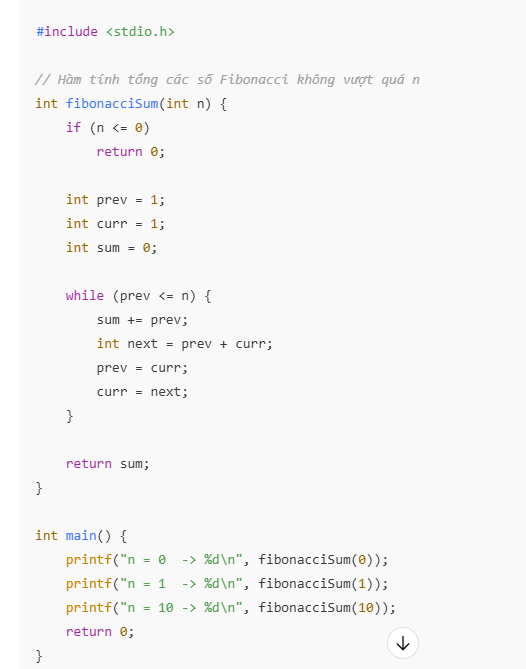 #include <stdio.h>
// Hàm tính tổng các số Fibonacci không vượt quá n
int fibonacciSum(int n) {
    if (n <= 0)
        return 0;
    int prev = 1;
    int curr = 1;
    int sum = 0;
    while (prev <= n) {
        sum += prev;
        int next = prev + curr;
        prev = curr;
        curr = next;
    }
    return sum;
}
int main() {
    printf("n = 0  -> %d\n", fibonacciSum(0));
    printf("n = 1  -> %d\n", fibonacciSum(1));
    printf("n = 10 -> %d\n", fibonacciSum(10));
    return 0;
}